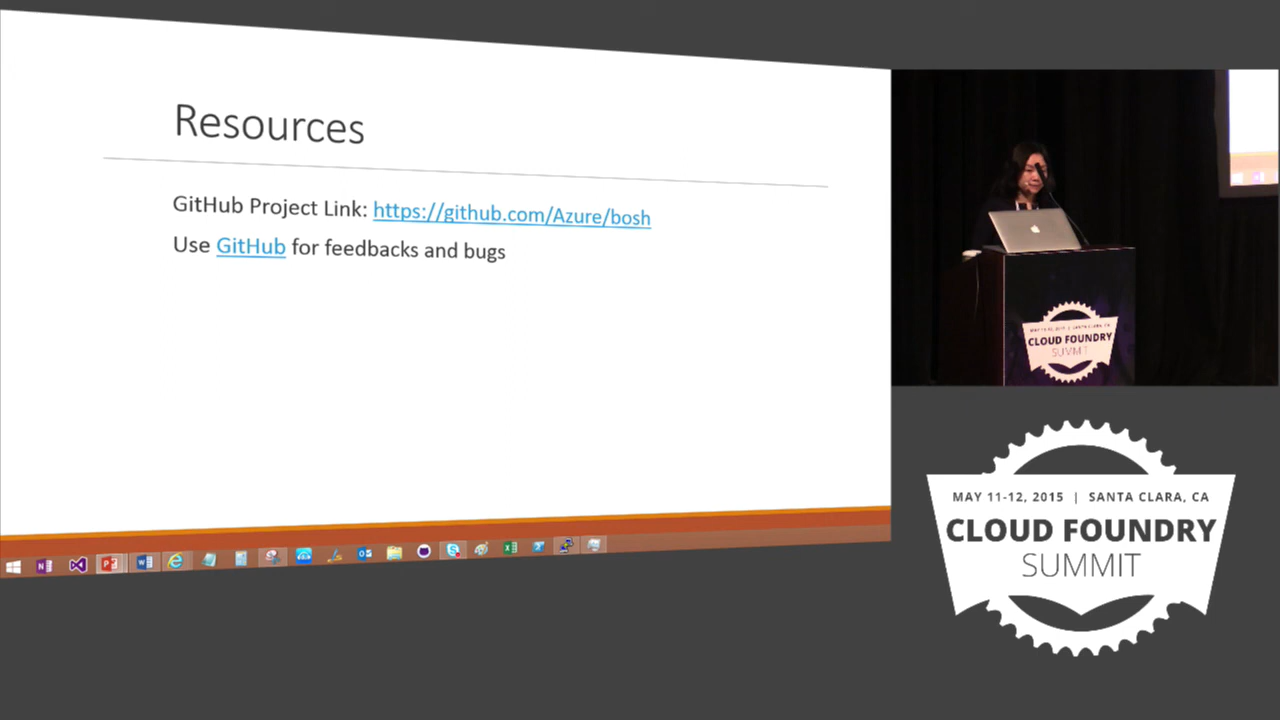 Resources
GitHub Project Link: https://github.com/Azure/bosh
Use GitHub for feedbacks and bugs
CLOUD FOUNDRY
SUMMIT
MAY 11-12, 2015 | SANTA CLARA, CA
CLOUD FOUNDRY
SUMMIT